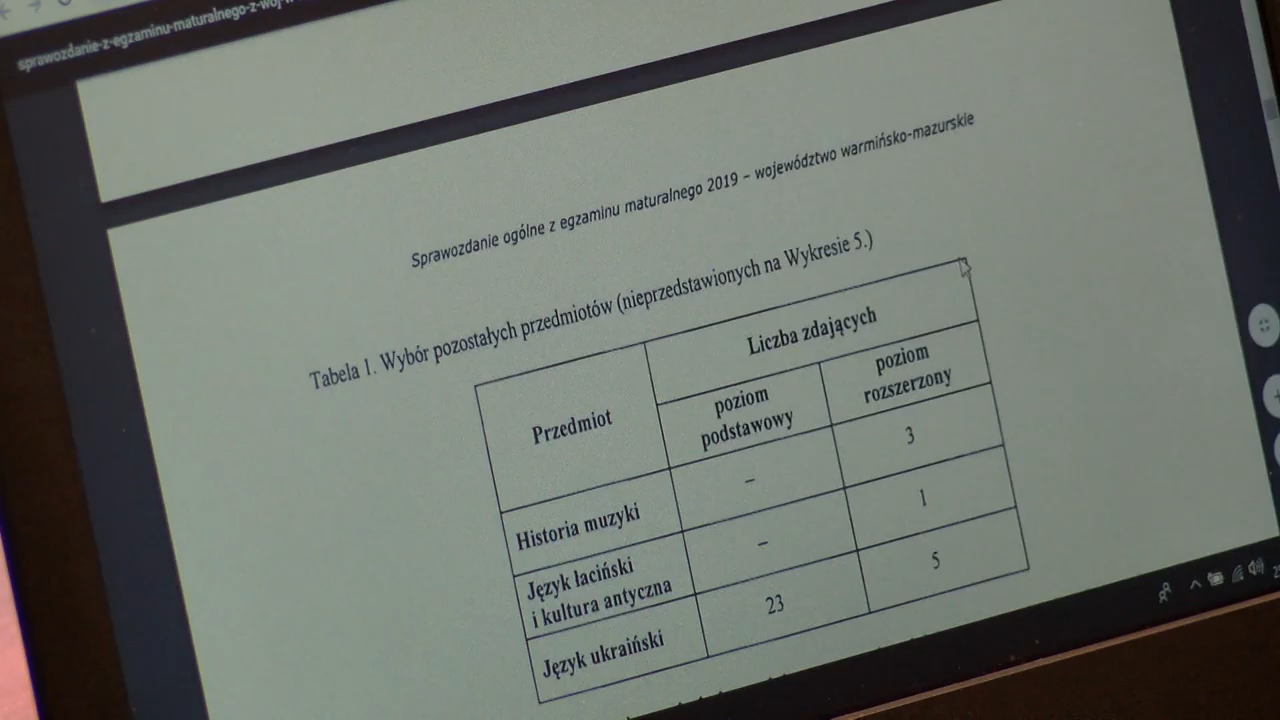 sprawozdanie-z-egzaminu-maturalnego-z-woj-w
Sprawozdanie ogólne z egzaminu maturalnego 2019 – województwo warmińsko-mazurskie
Tabela 1. Wybór pozostałych przedmiotów (nieprzedstawionych na Wykresie 5.)
Przedmiot
Liczba zdających
poziom
podstawowy
poziom
rozszerzony
Historia muzyki
–
3
Język łaciński
i kultura antyczna
–
1
Język ukraiński
23
5